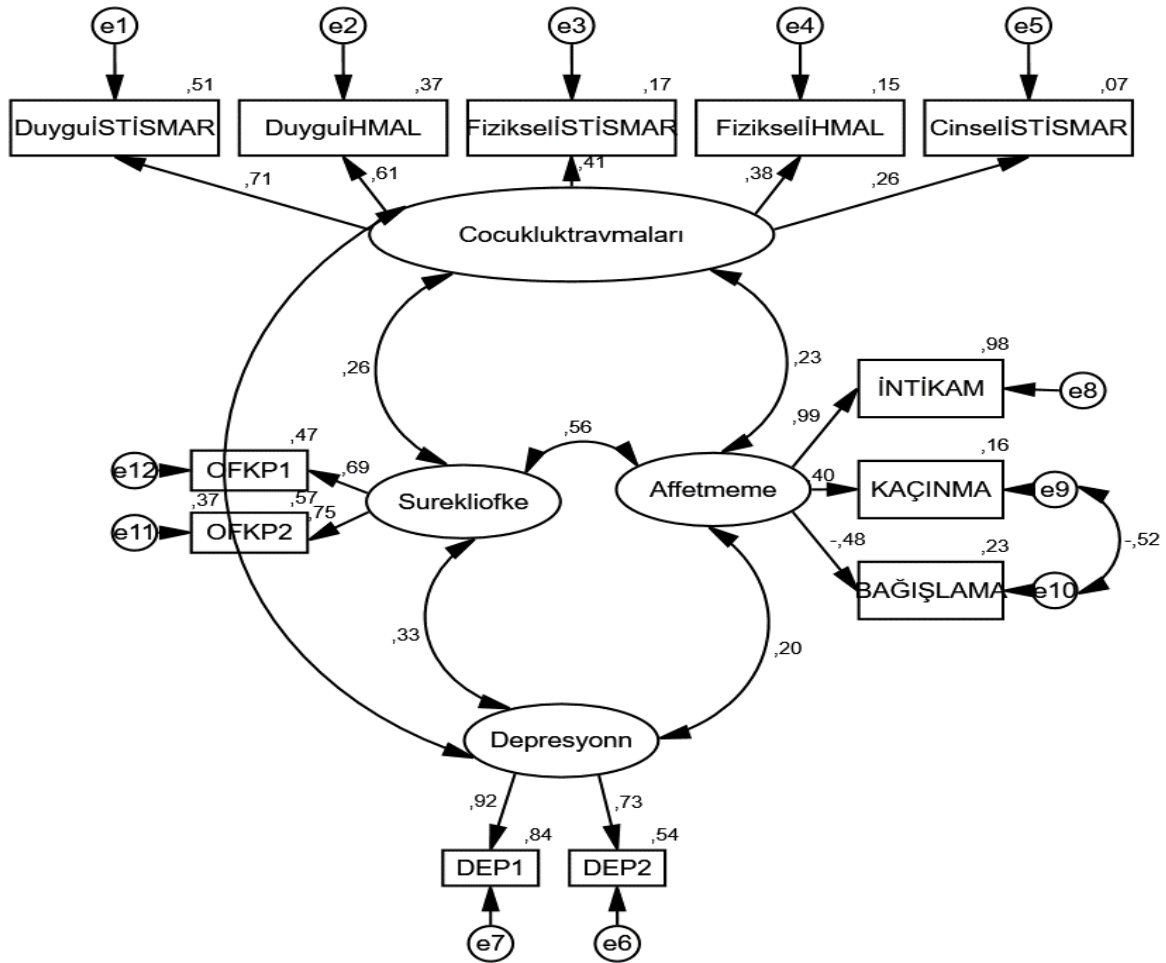 e1
e2
e3
e4
e5
,51
,37
,17
,15
,07
DuyguİSTİSMAR
DuyguİHMAL
FizikselİSTİSMAR
FizikselİHMAL
CinselİSTİSMAR
,71
,61
,41
,38
,26
Cocukluktravmaları
,26
,23
,98
İNTİKAM
e8
,99
,56
,47
,16
e12
OFKP1
,69
Surekliofke
Affetmeme
,40
KAÇINMA
e9
,37
,57
,75
e11
OFKP2
-,48
-,52
,23
BAĞIŞLAMA
e10
,33
,20
Depresyonn
,92
,73
,84
,54
DEP1
DEP2
e7
e6